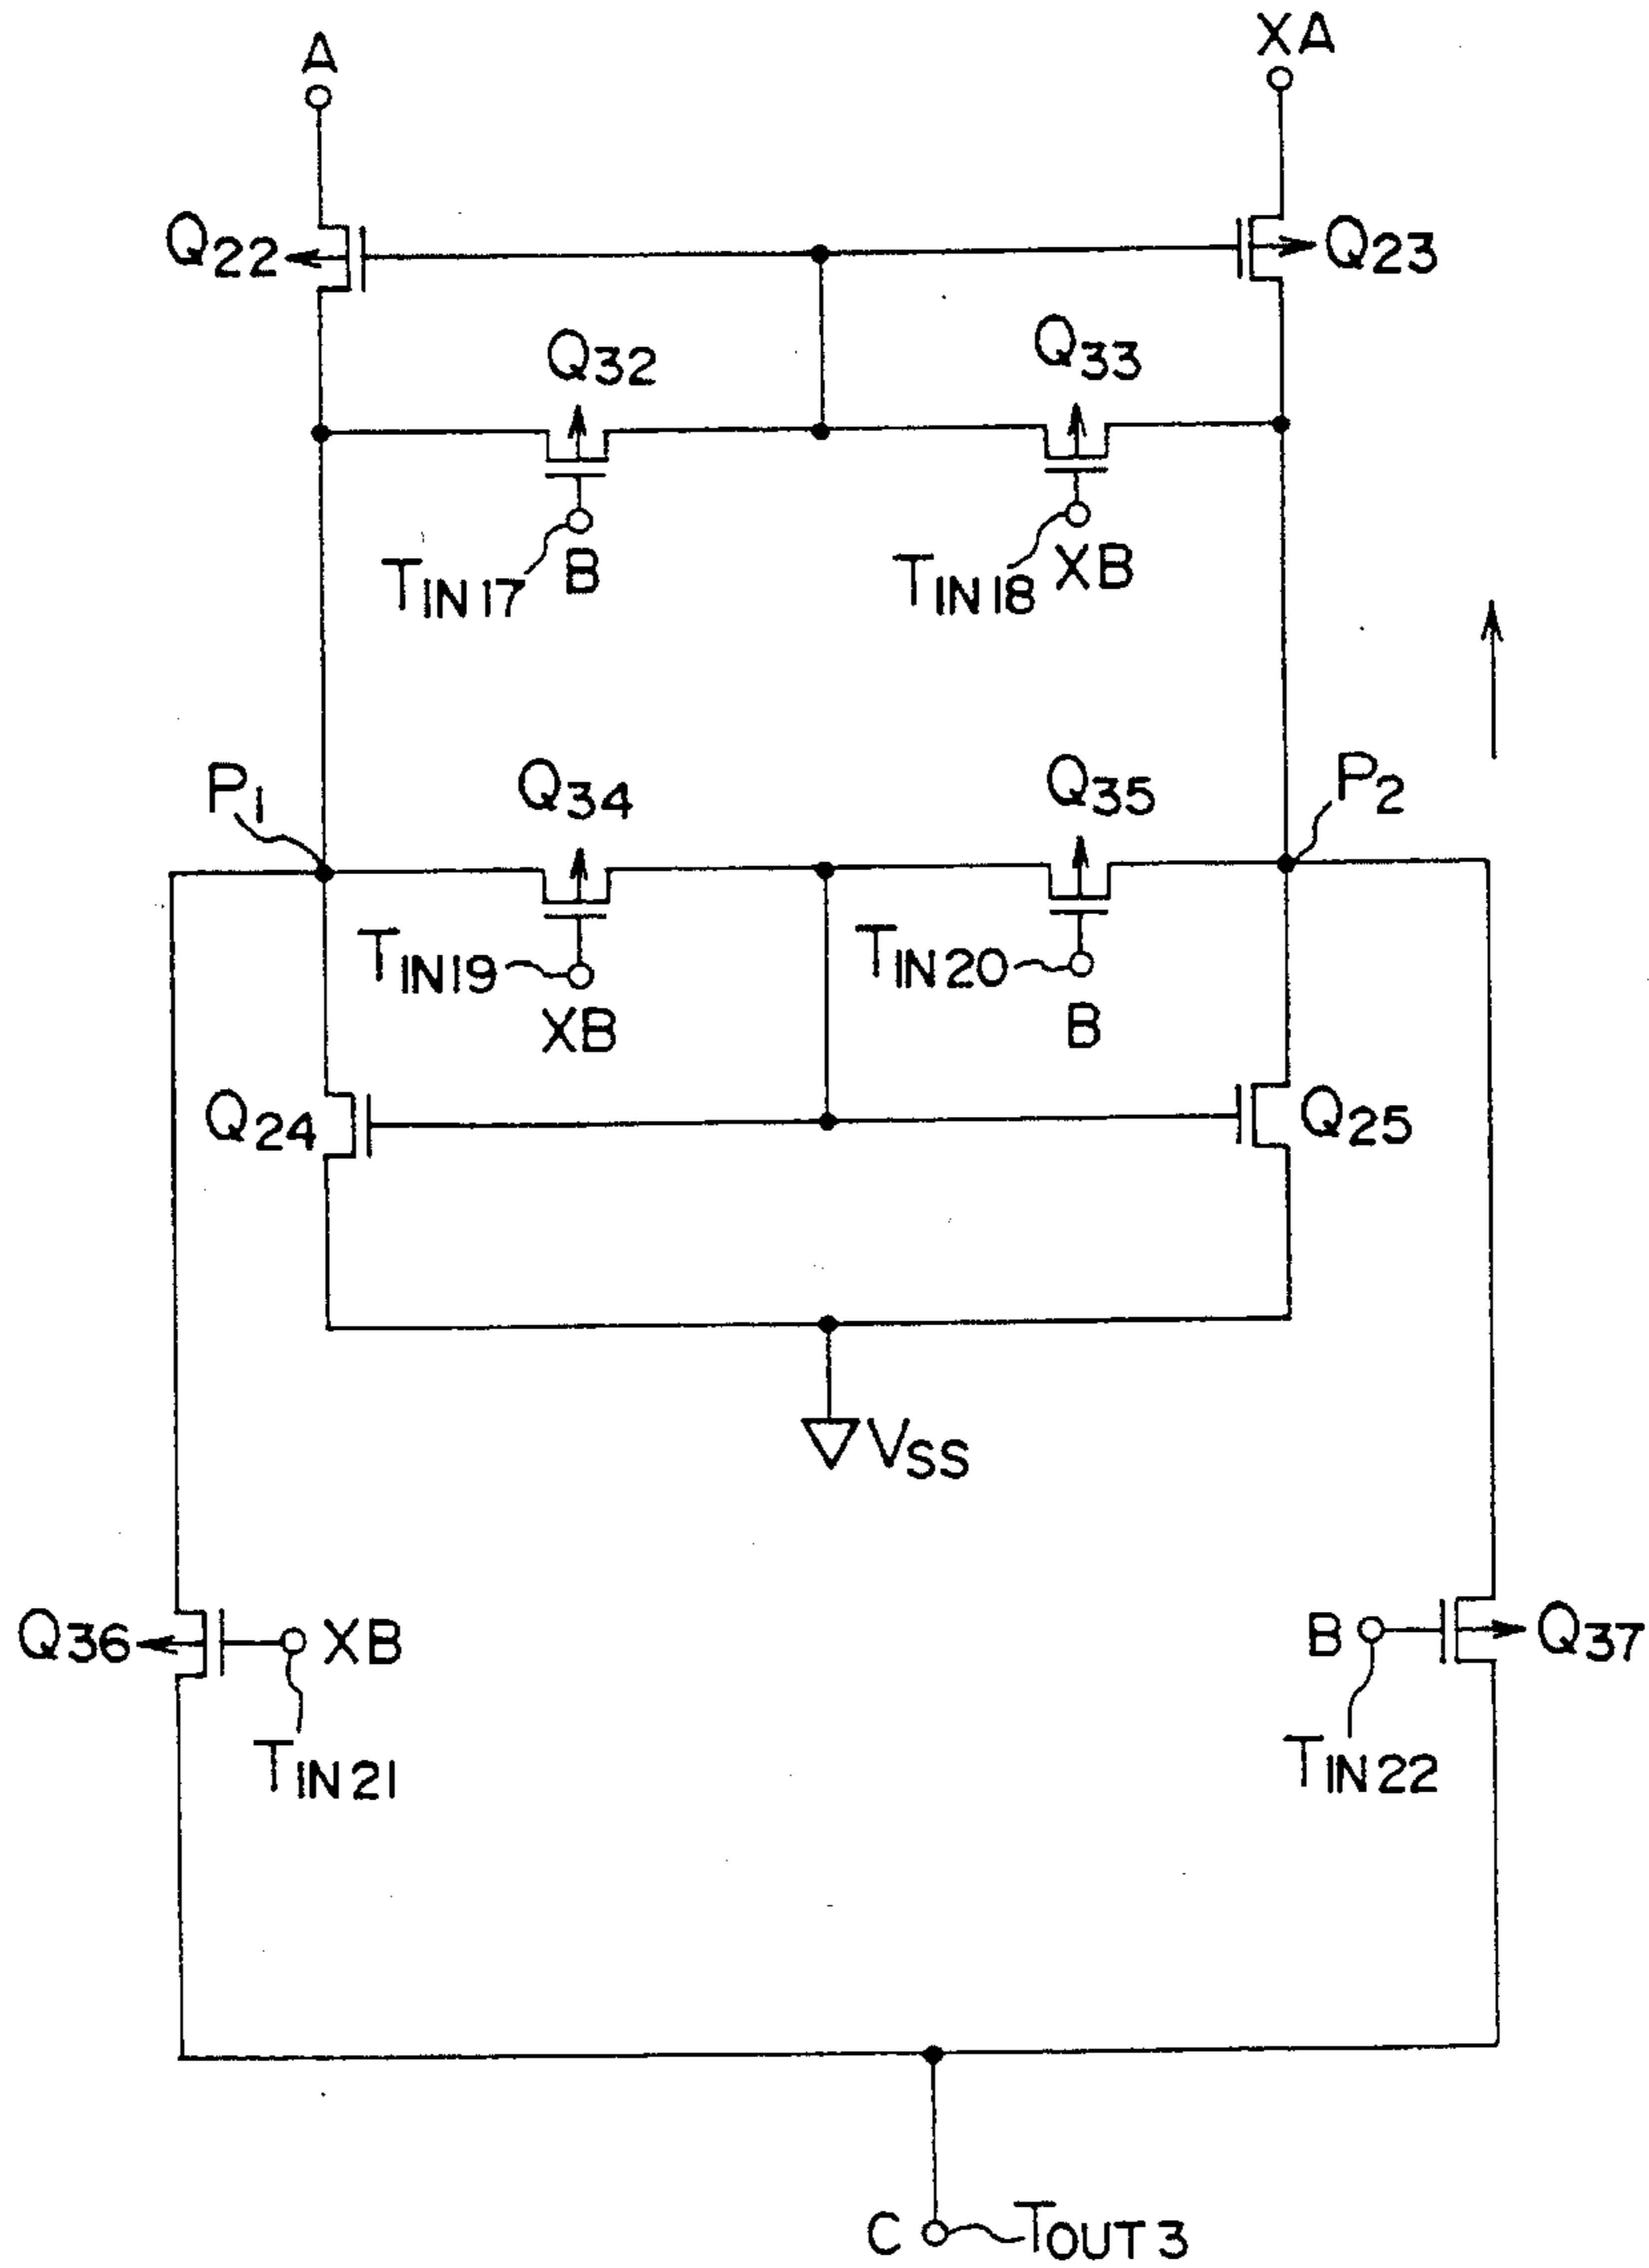 A
XA
Q22
Q23
Q32
Q33
TIN17
B
TIN18
XB
P1
Q34
Q35
P2
TIN19
XB
TIN20
B
Q24
Q25
VSS
Q36
XB
B
Q37
TIN21
TIN22
C
TOUT3